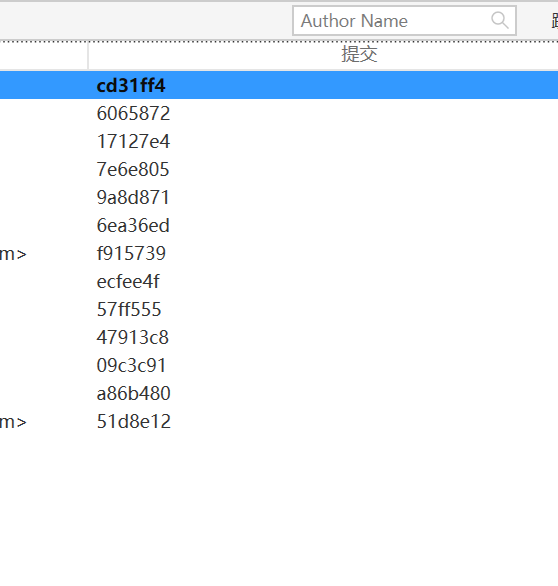 Author Name
提交
cd31ff4
6065872
17127e4
7e6e805
9a8d871
6ea36ed
m> f915739
ecfee4f
57ff555
47913c8
09c3c91
a86b480
m> 51d8e12